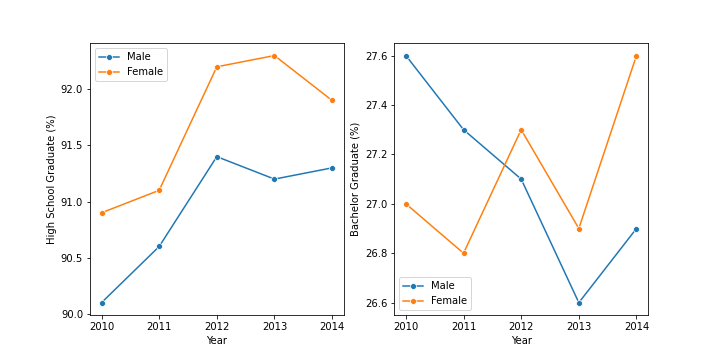 High School Graduate (%)
92.0
91.5
91.0
90.5
90.0
Male
Female
2010 2011 2012 2013 2014
Year
Bachelor Graduate (%)
27.6
27.4
27.2
27.0
26.8
26.6
Male
Female
2010 2011 2012 2013 2014
Year